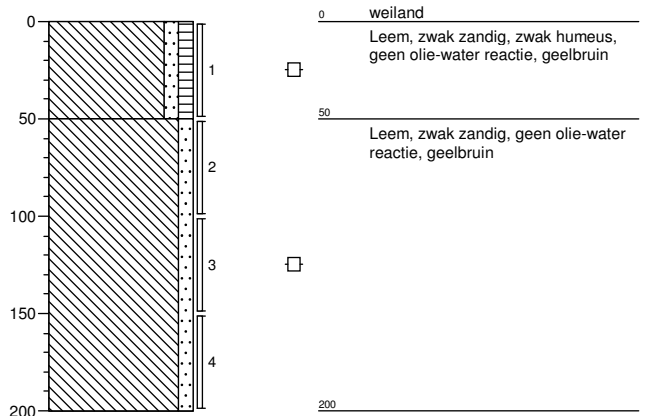 0
50
100
150
200
1
2
3
4
0 weiland
Leem, zwak zandig, zwak humeus,
geen olie-water reactie, geelbruin
50
Leem, zwak zandig, geen olie-water
reactie, geelbruin
200